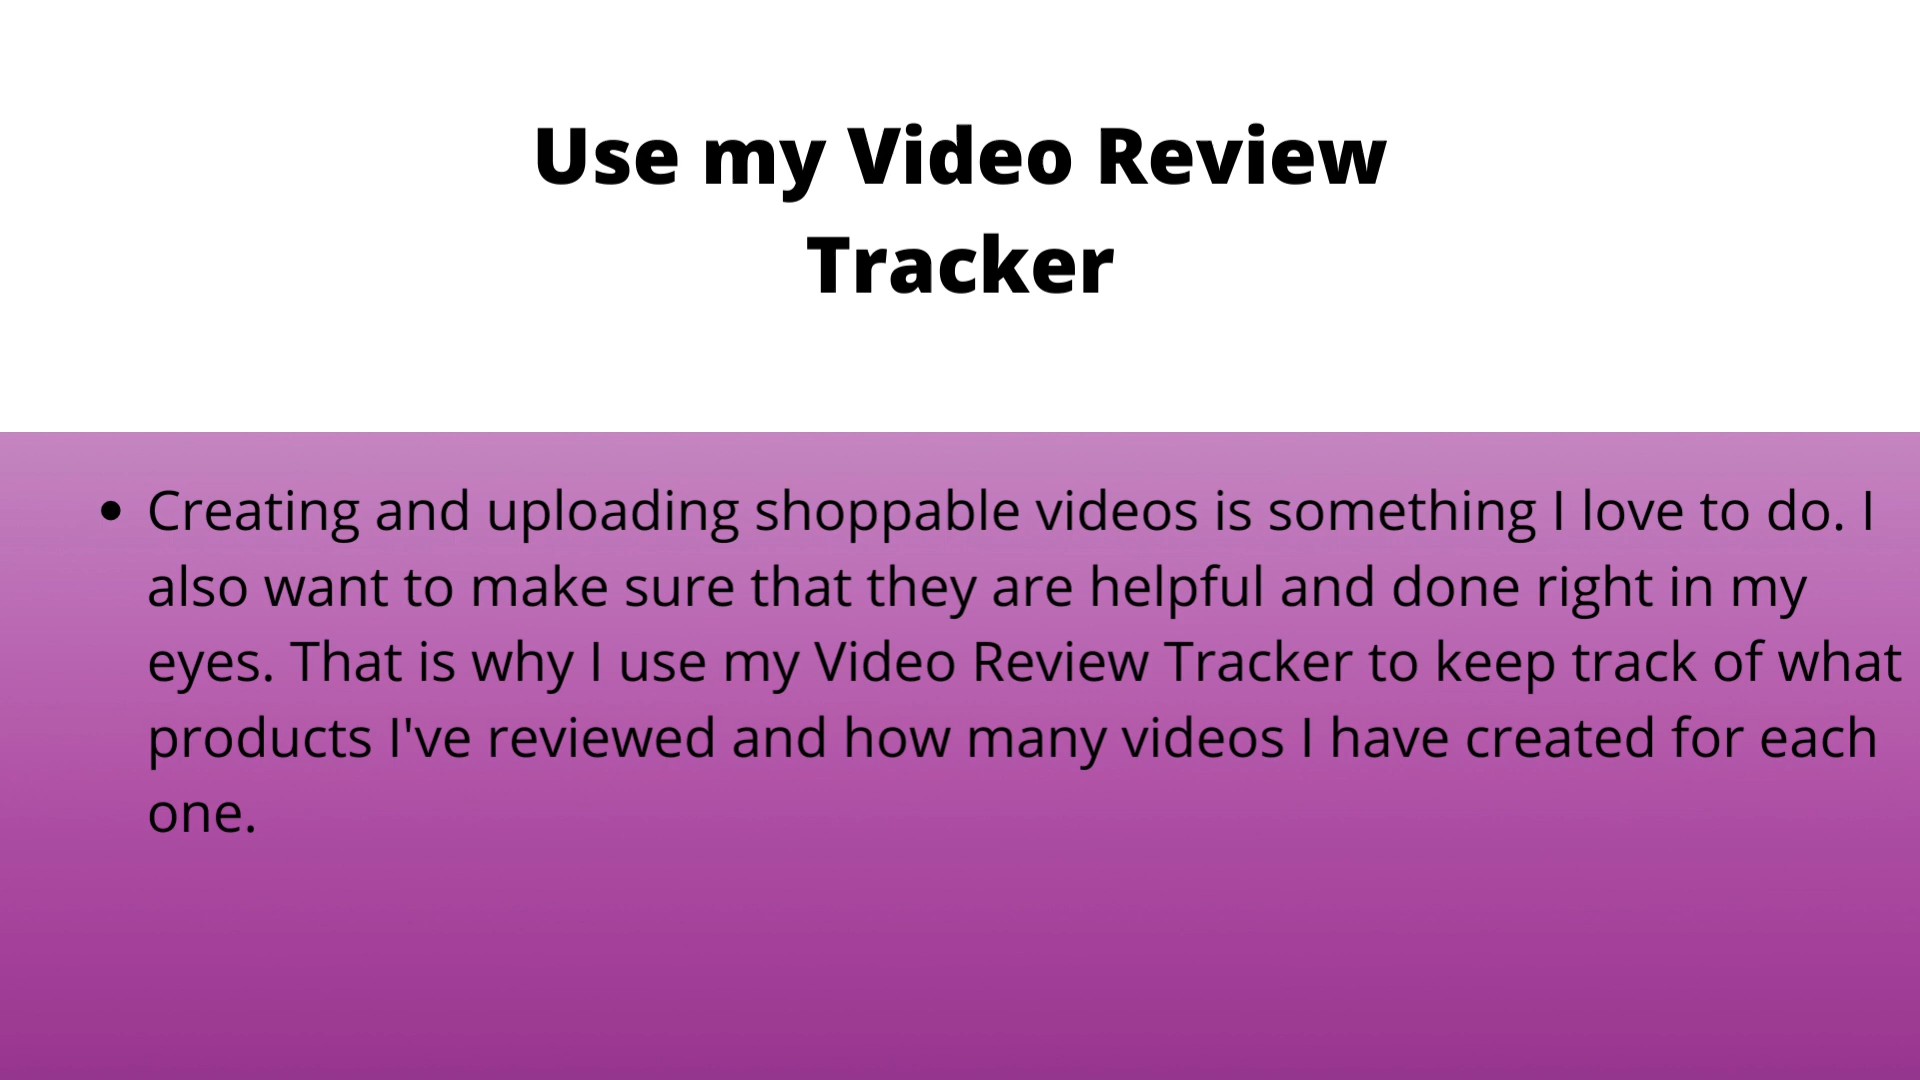 Use my Video Review
Tracker
• Creating and uploading shoppable videos is something I love to do. I
also want to make sure that they are helpful and done right in my
eyes. That is why I use my Video Review Tracker to keep track of what
products I've reviewed and how many videos I have created for each
one.